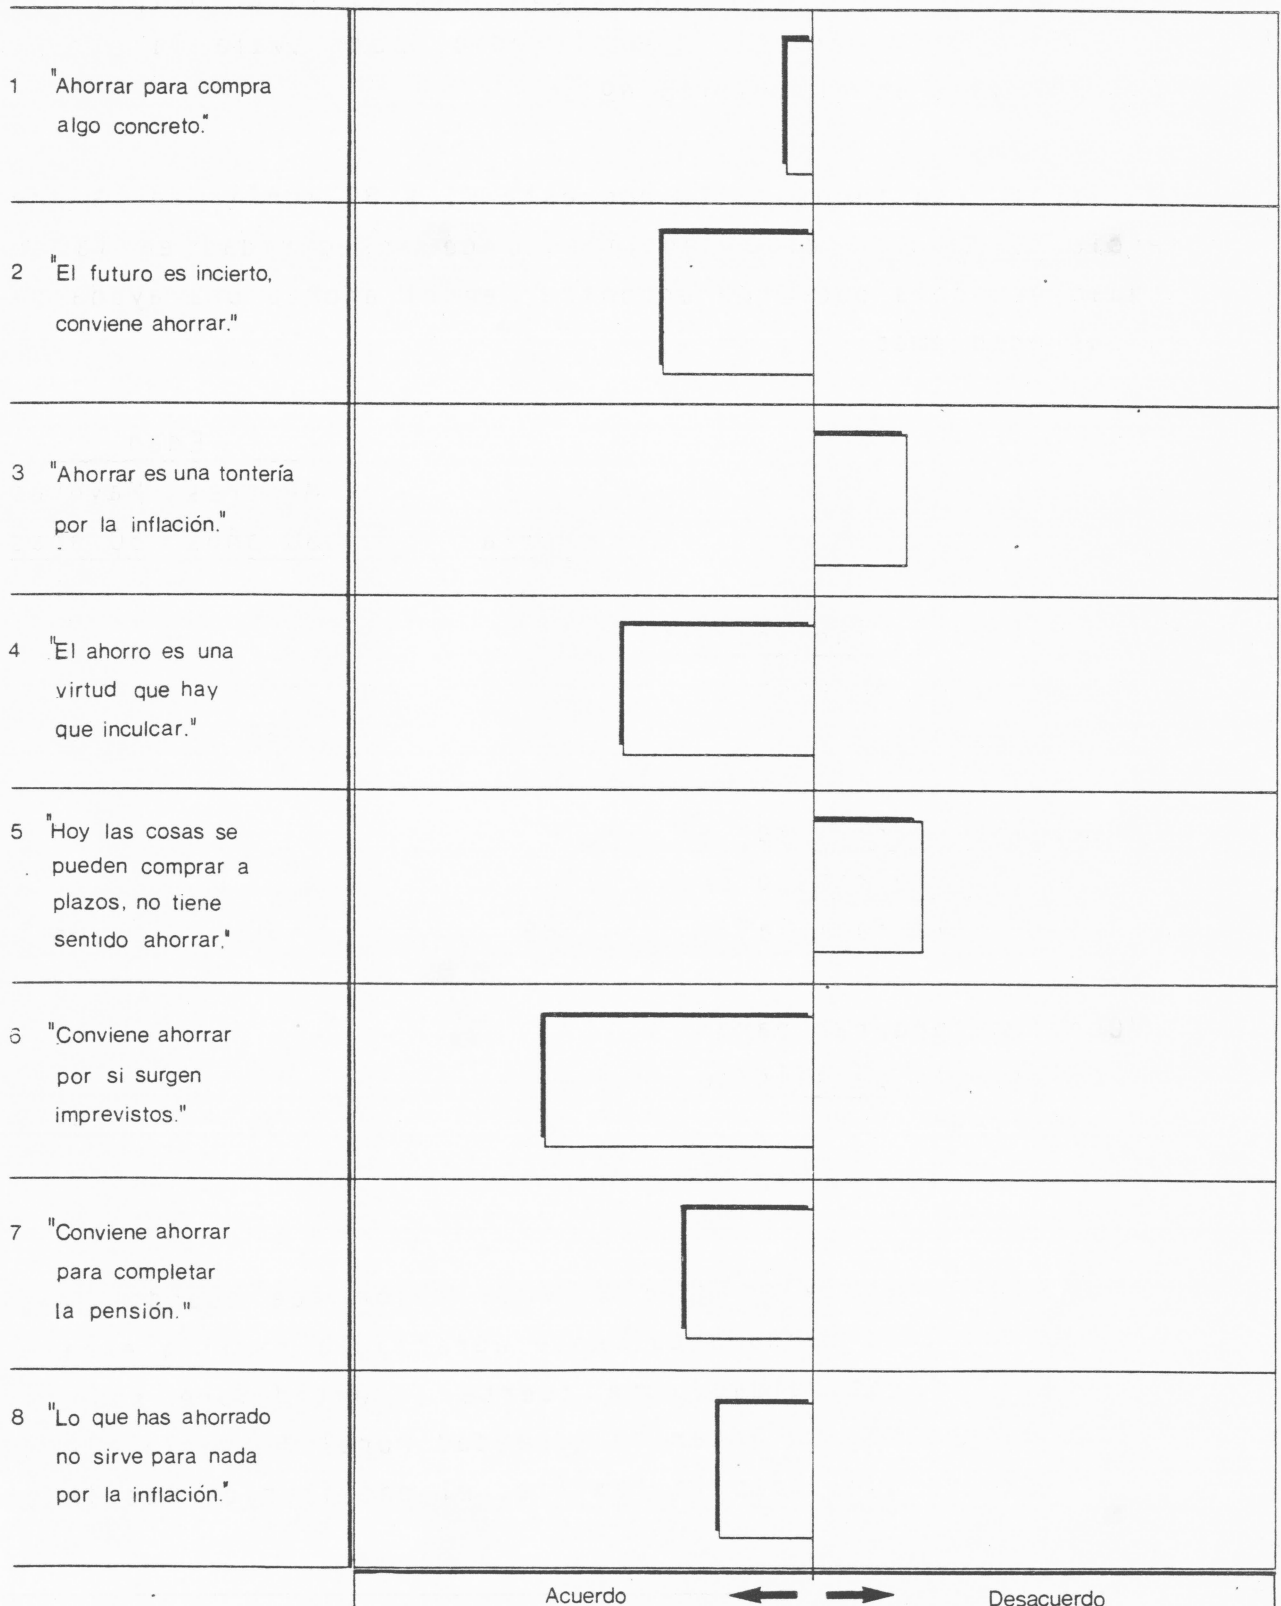 1 "Ahorrar para compra
algo concreto."
2 "El futuro es incierto,
conviene ahorrar."
3 "Ahorrar es una tontería
por la inflación."
4 "El ahorro es una
virtud que hay
que inculcar."
5 "Hoy las cosas se
pueden comprar a
plazos, no tiene
sentido ahorrar."
6 "Conviene ahorrar
por si surgen
imprevistos."
7 "Conviene ahorrar
para completar
la pensión."
8 "Lo que has ahorrado
no sirve para nada
por la inflación."
Acuerdo Desacuerdo